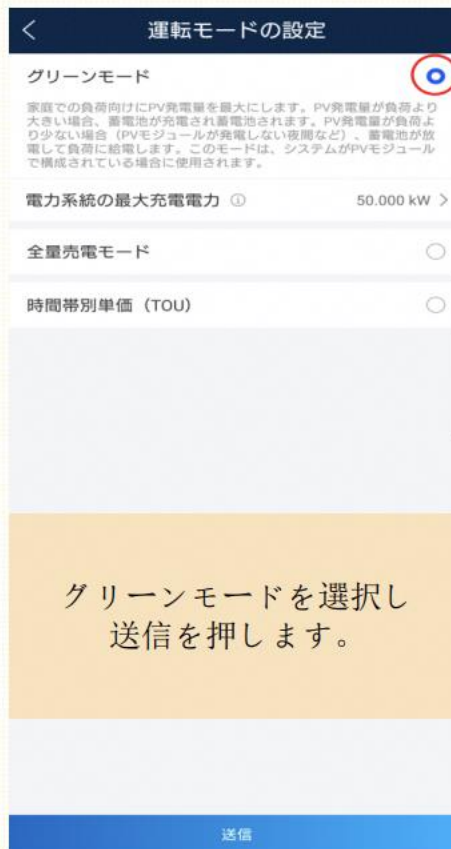 運転モードの設定
グリーンモード
家庭での負荷向けにPV発電量を最大にします。PV発電量が負荷より
大きい場合、蓄電池が充電され蓄電池されます。PV発電量が負荷よ
り少ない場合（PVモジュールが発電しない夜間など）、蓄電池が放
電して負荷に給電します。このモードは、システムがPVモジュール
で構成されている場合に使用されます。
電力系統の最大充電電力 ⓘ 50.000 kW >
全量売電モード
時間帯別単価（TOU）
グリーンモードを選択し
送信を押します。
送信